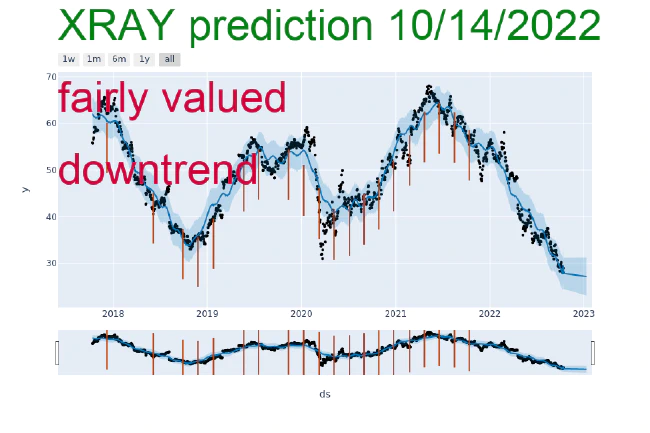 XRAY prediction 10/14/2022
1w 1m 6m 1y all
70
fairly valued
60
downtrend
50
y
40
30
2018 2019 2020 2021 2022 2023
ds